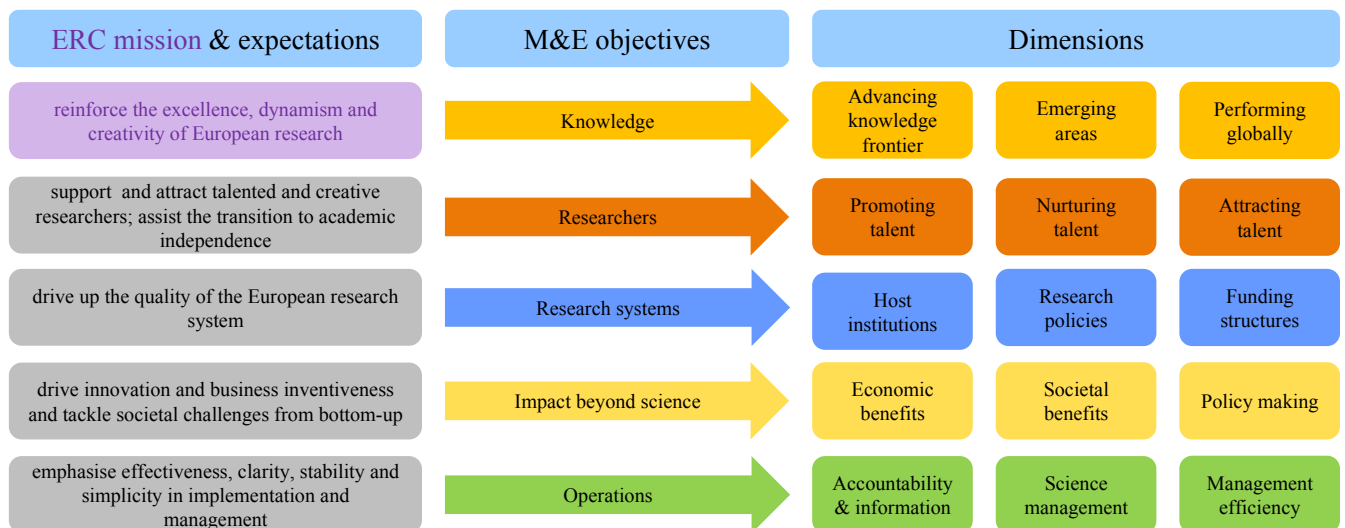 ERC mission & expectations
M&E objectives
Dimensions
reinforce the excellence, dynamism and
creativity of European research
Knowledge
Advancing
knowledge
frontier
Emerging
areas
Performing
globally
support and attract talented and creative
researchers; assist the transition to academic
independence
Researchers
Promoting
talent
Nurturing
talent
Attracting
talent
drive up the quality of the European research
system
Research systems
Host
institutions
Research
policies
Funding
structures
drive innovation and business inventiveness
and tackle societal challenges from bottom-up
Impact beyond science
Economic
benefits
Societal
benefits
Policy making
emphasise effectiveness, clarity, stability and
simplicity in implementation and
management
Operations
Accountability
& information
Science
management
Management
efficiency